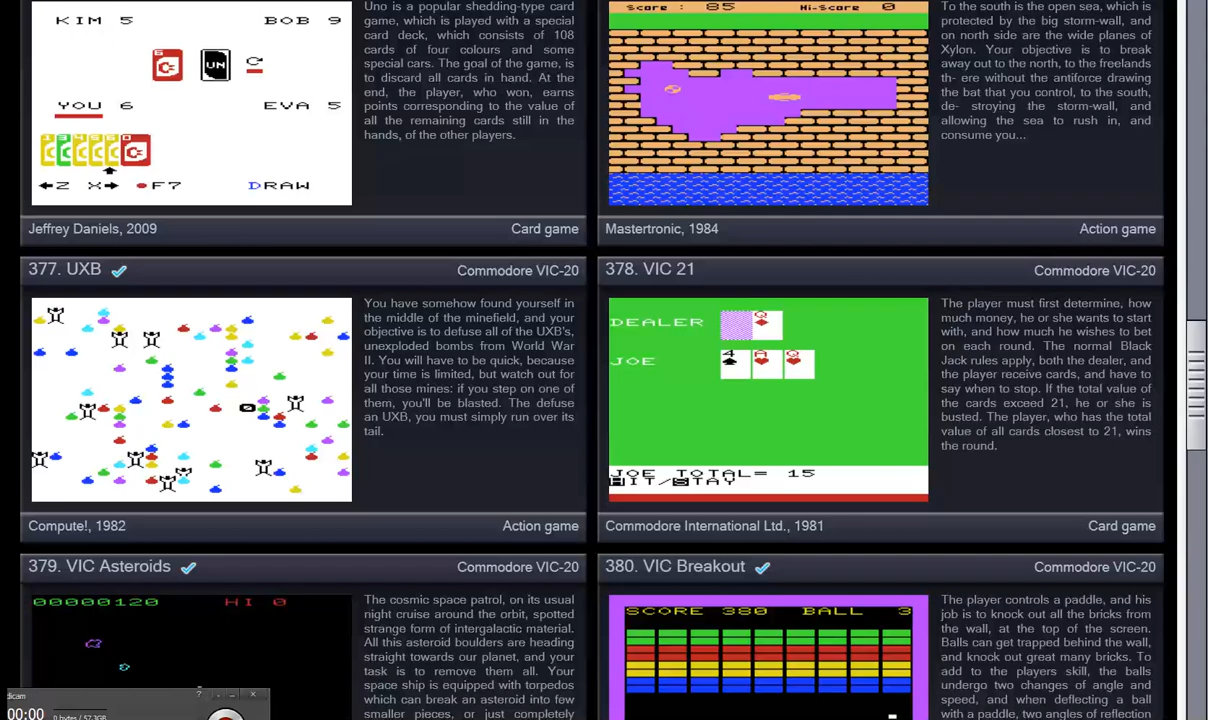 KIM 5 BOB 9
UN
YOU 6 EVA 5
←Z X→ F7 DRAW
Uno is a popular shedding-type card
game, which is played with a special
card deck, which consists of 108
cards of four colours and some
special cars. The goal of the game, is
to discard all cards in hand. At the
end, the player, who won, earns
points corresponding to the value of
all the remaining cards still in the
hands, of the other players.
Jeffrey Daniels, 2009 Card game
Score : 85 Hi-Score 0
To the south is the open sea, which is
protected by the big storm-wall, and
on north side are the wide planes of
Xylon. Your objective is to break
away out to the north, to the freelands
th- ere without the antiforce drawing
the bat that you control, to the south,
de- stroying the storm-wall, and
allowing the sea to rush in, and
consume you...
Mastertronic, 1984 Action game
377. UXB Commodore VIC-20
0
You have somehow found yourself in
the middle of the minefield, and your
objective is to defuse all of the UXB's,
unexploded bombs from World War
II. You will have to be quick, because
your time is limited, but watch out for
all those mines: if you step on one of
them, you'll be blasted. The defuse
an UXB, you must simply run over its
tail.
Compute!, 1982 Action game
378. VIC 21 Commodore VIC-20
DEALER Q
JOE 4 A Q
JOE TOTAL= 15
HIT/STAY
The player must first determine, how
much money, he or she wants to start
with, and how much he wishes to bet
on each round. The normal Black
Jack rules apply, both the dealer, and
the player receive cards, and have to
say when to stop. If the total value of
the cards exceed 21, he or she is
busted. The player, who has the total
value of all cards closest to 21, wins
the round.
Commodore International Ltd., 1981 Card game
379. VIC Asteroids Commodore VIC-20
00000120 HI 0
The cosmic space patrol, on its usual
night cruise around the orbit, spotted
strange form of intergalactic material.
All this asteroid boulders are heading
straight towards our planet, and your
task is to remove them all. Your
space ship is equipped with torpedos
which can break an asteroid into few
smaller pieces, or just completely
380. VIC Breakout Commodore VIC-20
SCORE 380 BALL 3
The player controls a paddle, and his
job is to knock out all the bricks from
the wall, at the top of the screen.
Balls can get trapped behind the wall,
and knock out great many bricks. To
add to the players skill, the balls
undergo two changes of angle and
speed, and when deflecting a ball
with a paddle, two angles of reflection
dicam
00:00 0 bytes / 57.3GB